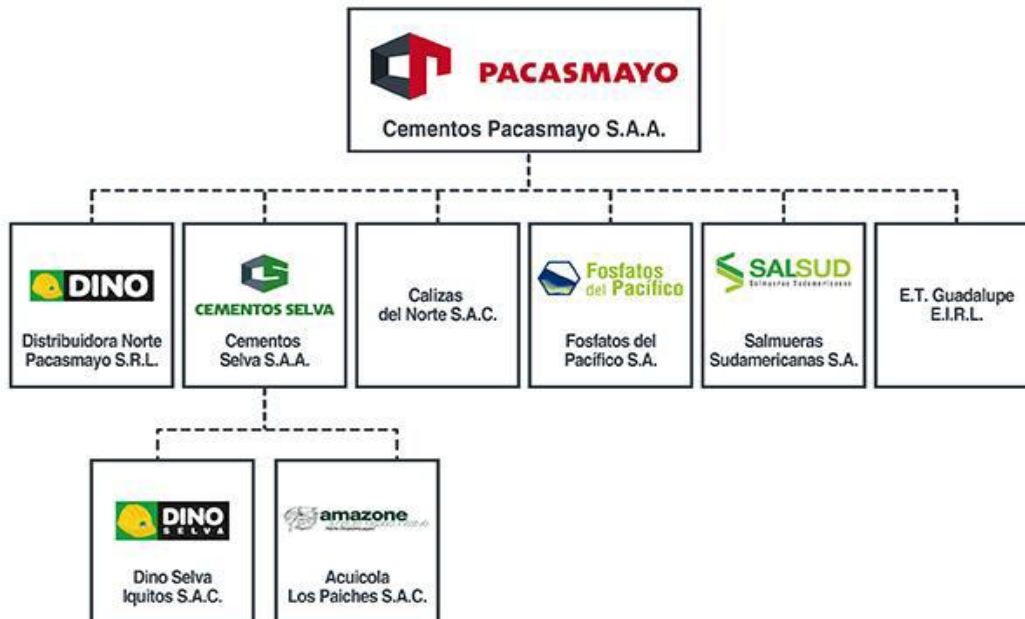 PACASMAYO
Cementos Pacasmayo S.A.A.
DINO
Distribuidora Norte
Pacasmayo S.R.L.
CEMENTOS SELVA
Cementos
Selva S.A.A.
Calizas
del Norte S.A.C.
Fosfatos
del Pacífico
Fosfatos del
Pacífico S.A.
SALSUD
Salmueras Sudamericanas
Salmueras
Sudamericanas S.A.
E.T. Guadalupe
E.I.R.L.
DINO
SELVA
Dino Selva
Iquitos S.A.C.
amazone
Acuicola
Los Paiches S.A.C.